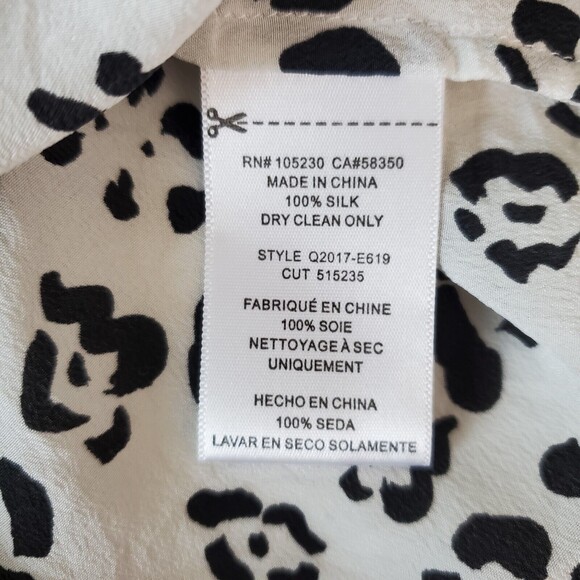 RN# 105230 CA#58350
MADE IN CHINA
100% SILK
DRY CLEAN ONLY
STYLE Q2017-E619
CUT 515235
FABRIQUÉ EN CHINE
100% SOIE
NETTOYAGE À SEC
UNIQUEMENT
HECHO EN CHINA
100% SEDA
LAVAR EN SECO SOLAMENTE